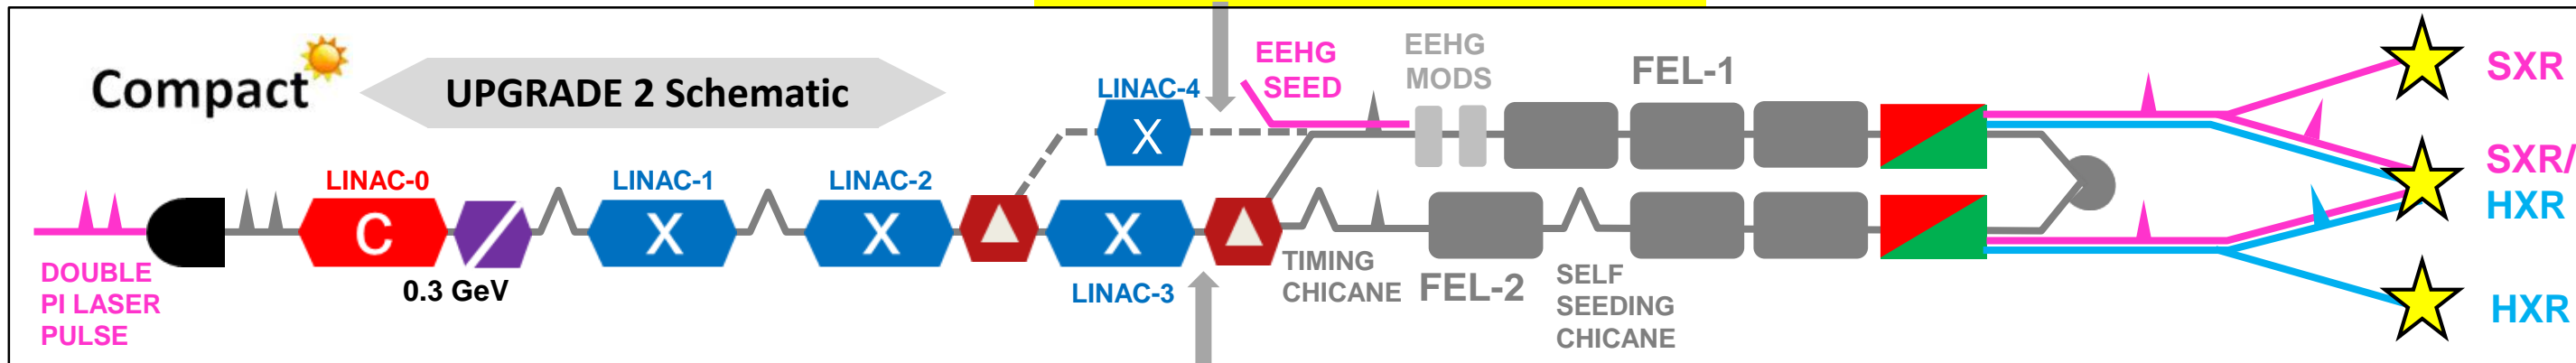 Compact
UPGRADE 2 Schematic
LINAC-4
X
EEHG
SEED
EEHG
MODS
FEL-1
SXR
LINAC-0
C
0.3 GeV
LINAC-1
X
LINAC-2
X
X
LINAC-3
DOUBLE
PI LASER
PULSE
TIMING
CHICANE
FEL-2
SELF
SEEDING
CHICANE
SXR/
HXR
HXR